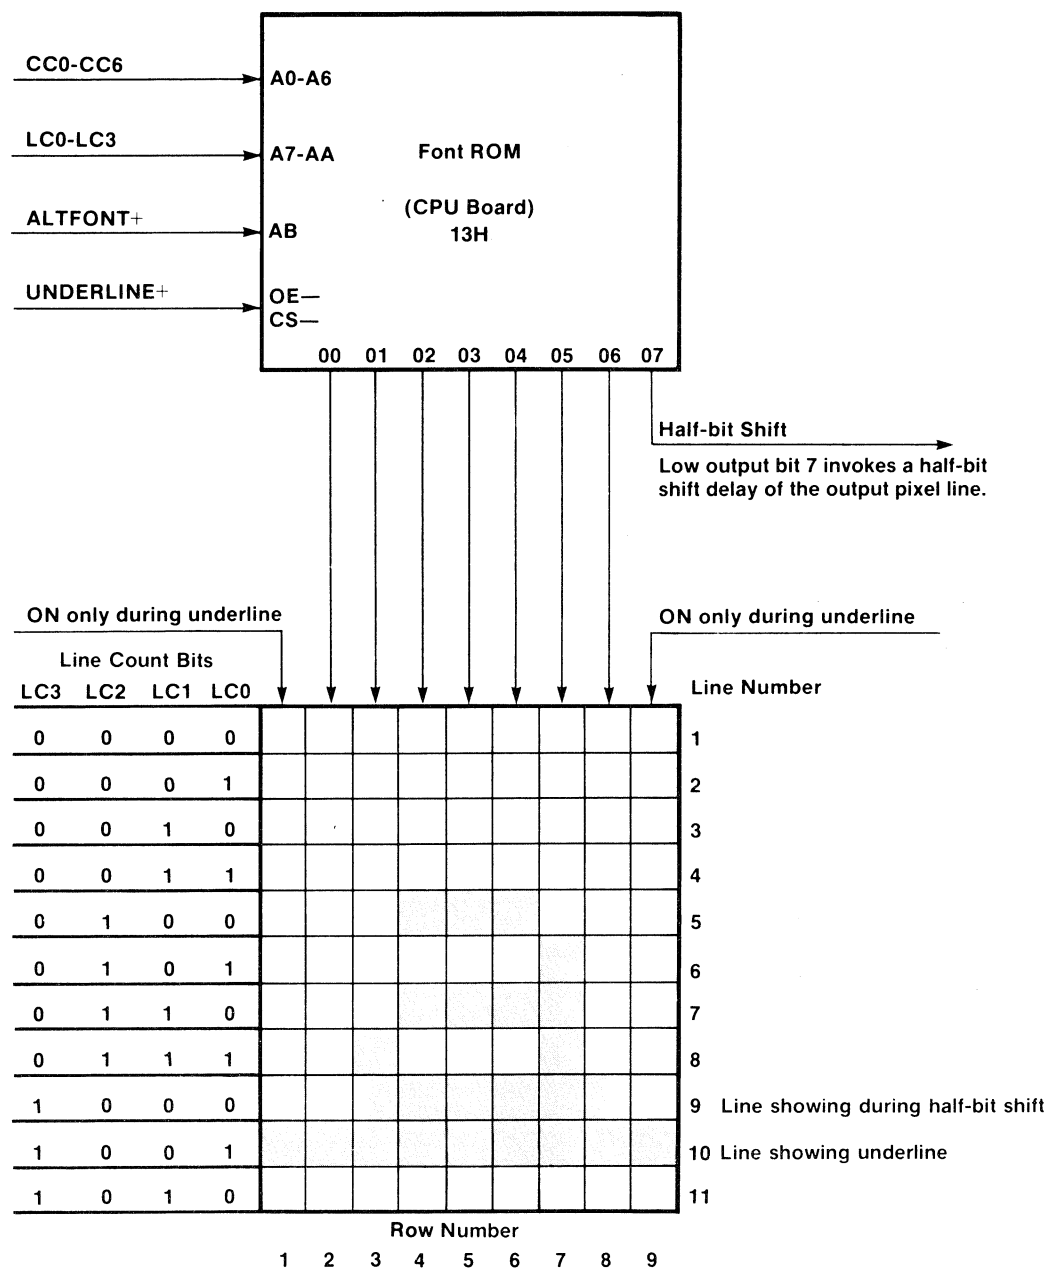 CC0-CC6
A0-A6
LC0-LC3
A7-AA
Font ROM
(CPU Board)
13H
ALTFONT+
AB
UNDERLINE+
OE—
CS—
00 01 02 03 04 05 06 07
Half-bit Shift
Low output bit 7 invokes a half-bit
shift delay of the output pixel line.
ON only during underline
ON only during underline
Line Count Bits
LC3 LC2 LC1 LC0
Line Number
0 0 0 0 1
0 0 0 1 2
0 0 1 0 3
0 0 1 1 4
0 1 0 0 5
0 1 0 1 6
0 1 1 0 7
0 1 1 1 8
1 0 0 0 9 Line showing during half-bit shift
1 0 0 1 10 Line showing underline
1 0 1 0 11
Row Number
1 2 3 4 5 6 7 8 9